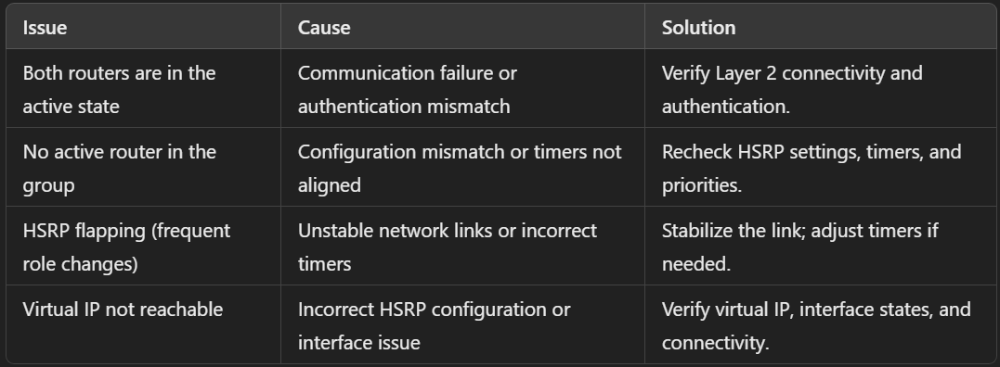 Issue Cause Solution
Both routers are in the active state
Communication failure or authentication mismatch
Verify Layer 2 connectivity and authentication.
No active router in the group
Configuration mismatch or timers not aligned
Recheck HSRP settings, timers, and priorities.
HSRP flapping (frequent role changes)
Unstable network links or incorrect timers
Stabilize the link; adjust timers if needed.
Virtual IP not reachable
Incorrect HSRP configuration or interface issue
Verify virtual IP, interface states, and connectivity.